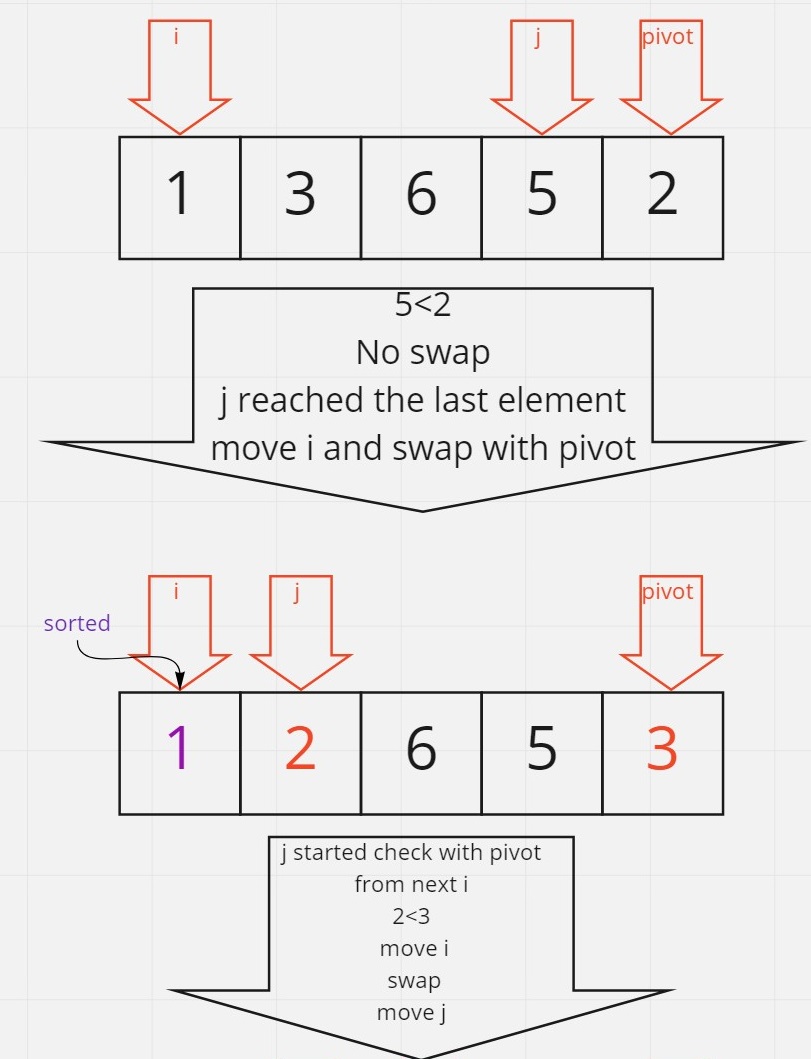 i j pivot
1 3 6 5 2
5<2
No swap
j reached the last element
move i and swap with pivot
i j pivot
sorted
1 2 6 5 3
j started check with pivot
from next i
2<3
move i
swap
move j